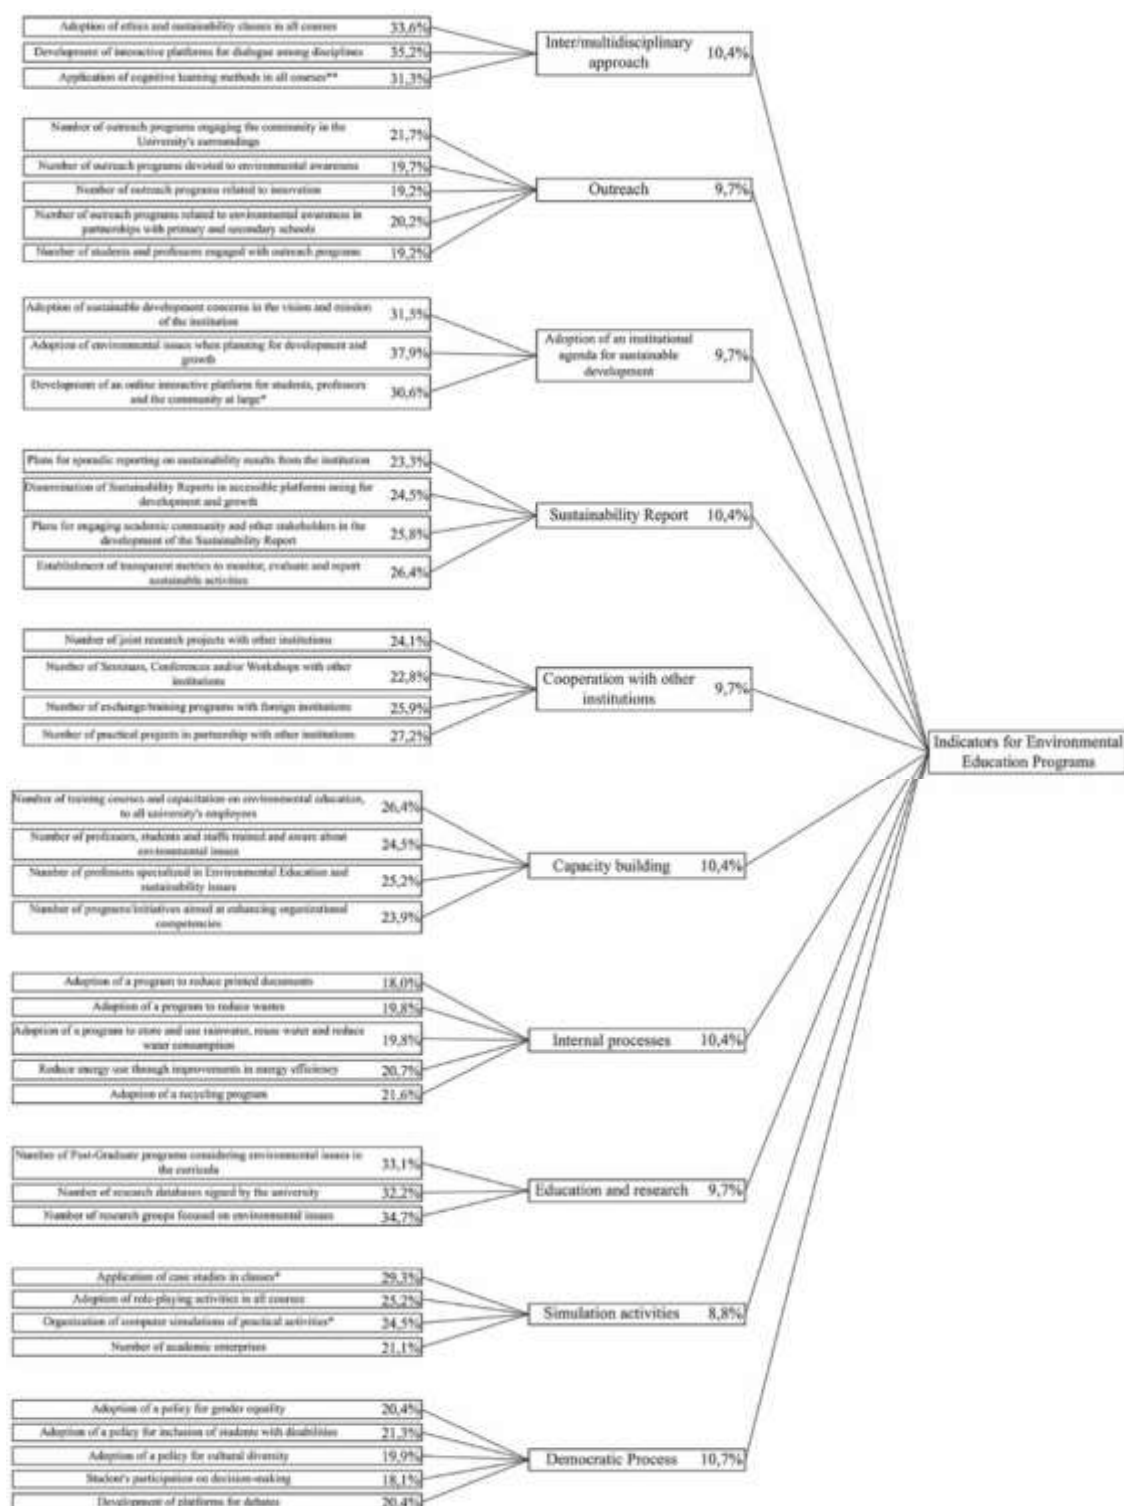 Adoption of ethics and sustainability classes in all courses 33,6%
Development of interactive platforms for dialogue among disciplines 35,2%
Application of cognitive learning methods in all courses** 31,3%
Inter/multidisciplinary
approach 10,4%
Number of outreach programs engaging the community in the
University's surroundings 21,7%
Number of outreach programs devoted to environmental awareness 19,7%
Number of outreach programs related to innovation 19,2%
Number of outreach programs related to environmental awareness in
partnerships with primary and secondary schools 20,2%
Number of students and professors engaged with outreach programs 19,2%
Outreach 9,7%
Adoption of sustainable development concerns in the vision and mission
of the institution 31,5%
Adoption of environmental issues when planning for development and
growth 37,9%
Development of an online interactive platform for students, professors
and the community at large* 30,6%
Adoption of an institutional
agenda for sustainable
development 9,7%
Plans for sporadic reporting on sustainability results from the institution 23,3%
Dissemination of Sustainability Reports in accessible platforms aning for
development and growth 24,5%
Plans for engaging academic community and other stakeholders in the
development of the Sustainability Report 25,8%
Establishment of transparent metrics to monitor, evaluate and report
sustainable activities 26,4%
Sustainability Report 10,4%
Number of joint research projects with other institutions 24,1%
Number of Seminars, Conferences and/or Workshops with other
institutions 22,8%
Number of exchange/training programs with foreign institutions 25,9%
Number of practical projects in partnership with other institutions 27,2%
Cooperation with other
institutions 9,7%
Indicators for Environmental
Education Programs
Number of training courses and capacitation on environmental education,
to all university's employees 26,4%
Number of professors, students and staffs trained and aware about
environmental issues 24,5%
Number of professors specialized in Environmental Education and
sustainability issues 25,2%
Number of programs/initiatives aimed at enhancing organizational
competencies 23,9%
Capacity building 10,4%
Adoption of a program to reduce printed documents 18,0%
Adoption of a program to reduce wastes 19,8%
Adoption of a program to store and use rainwater, reuse water and reduce
water consumption 19,8%
Reduce energy use through improvements in energy efficiency 20,7%
Adoption of a recycling program 21,6%
Internal processes 10,4%
Number of Post-Graduate programs considering environmental issues in
the curricula 33,1%
Number of research databases signed by the university 32,2%
Number of research groups focused on environmental issues 34,7%
Education and research 9,7%
Application of case studies in classes* 29,3%
Adoption of role-playing activities in all courses 25,2%
Organization of computer simulations of practical activities* 24,5%
Number of academic enterprises 21,1%
Simulation activities 8,8%
Adoption of a policy for gender equality 20,4%
Adoption of a policy for inclusion of students with disabilities 21,3%
Adoption of a policy for cultural diversity 19,9%
Student's participation on decision-making 18,1%
Development of platforms for debates 20,4%
Democratic Process 10,7%